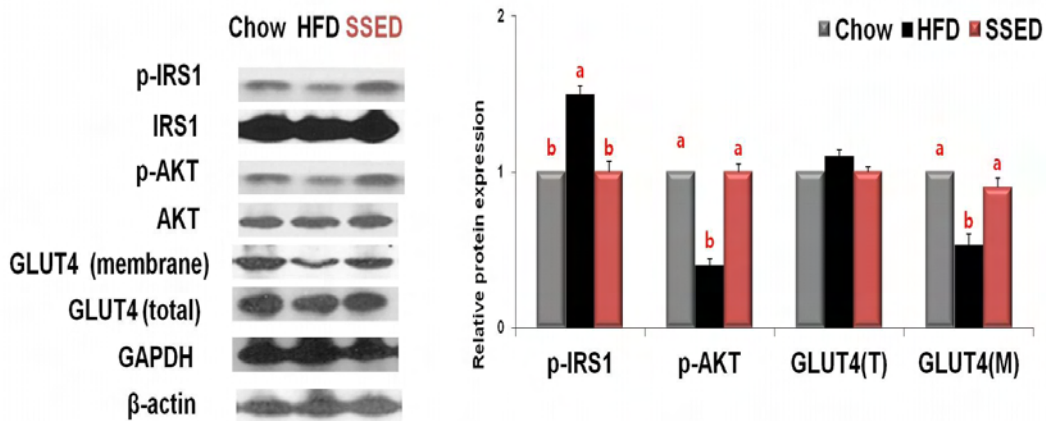 Chow HFD SSED
p-IRS1
IRS1
p-AKT
AKT
GLUT4 (membrane)
GLUT4 (total)
GAPDH
β-actin
Relative protein expression
2
1
0
Chow HFD SSED
b a b
a b a
a b a
p-IRS1 p-AKT GLUT4(T) GLUT4(M)